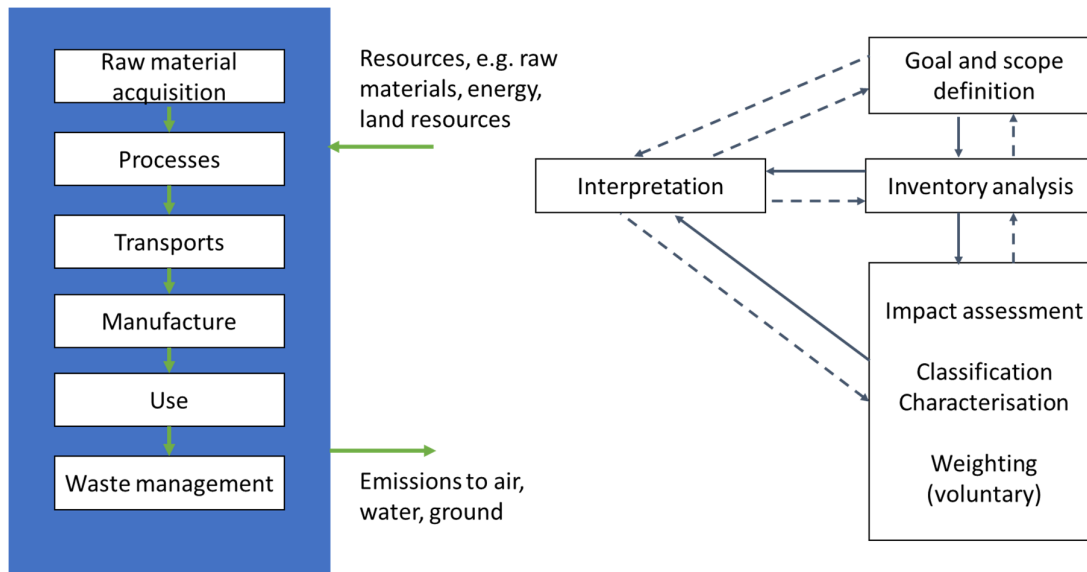 Raw material
acquisition
Processes
Transports
Manufacture
Use
Waste management
Resources, e.g. raw
materials, energy,
land resources
Emissions to air,
water, ground
Goal and scope
definition
Interpretation
Inventory analysis
Impact assessment
Classification
Characterisation
Weighting
(voluntary)